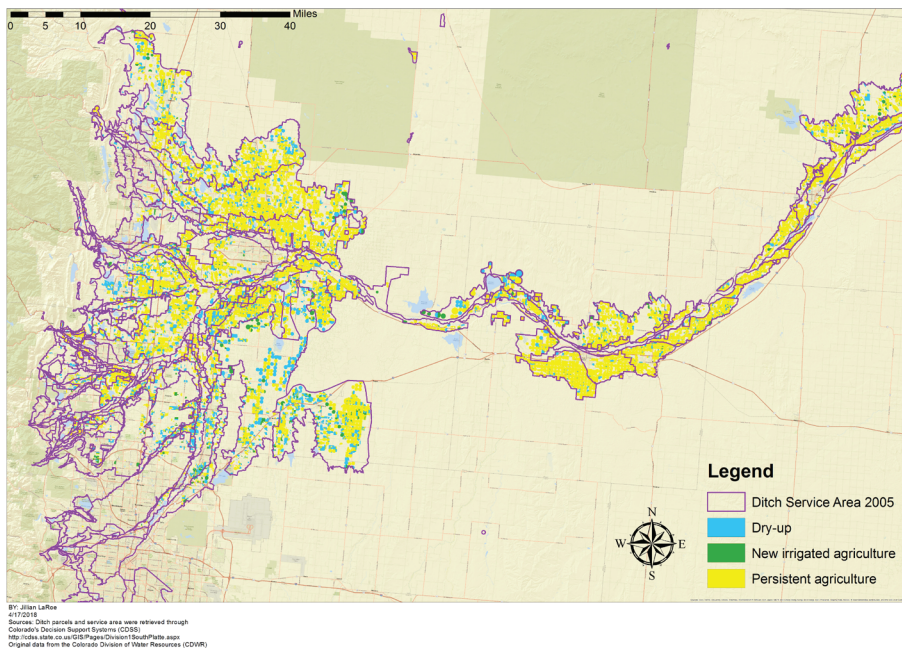 Miles
0 5 10 20 30 40
Legend
Ditch Service Area 2005
Dry-up
New irrigated agriculture
Persistent agriculture
N
W E
S
BY: Jillian LaRoe
4/17/2018
Sources: Ditch parcels and service area were retrieved through
Colorado's Decision Support Systems (CDSS)
http://cdss.state.co.us/GIS/Pages/Division1SouthPlatte.aspx
Original data from the Colorado Division of Water Resources (CDWR)